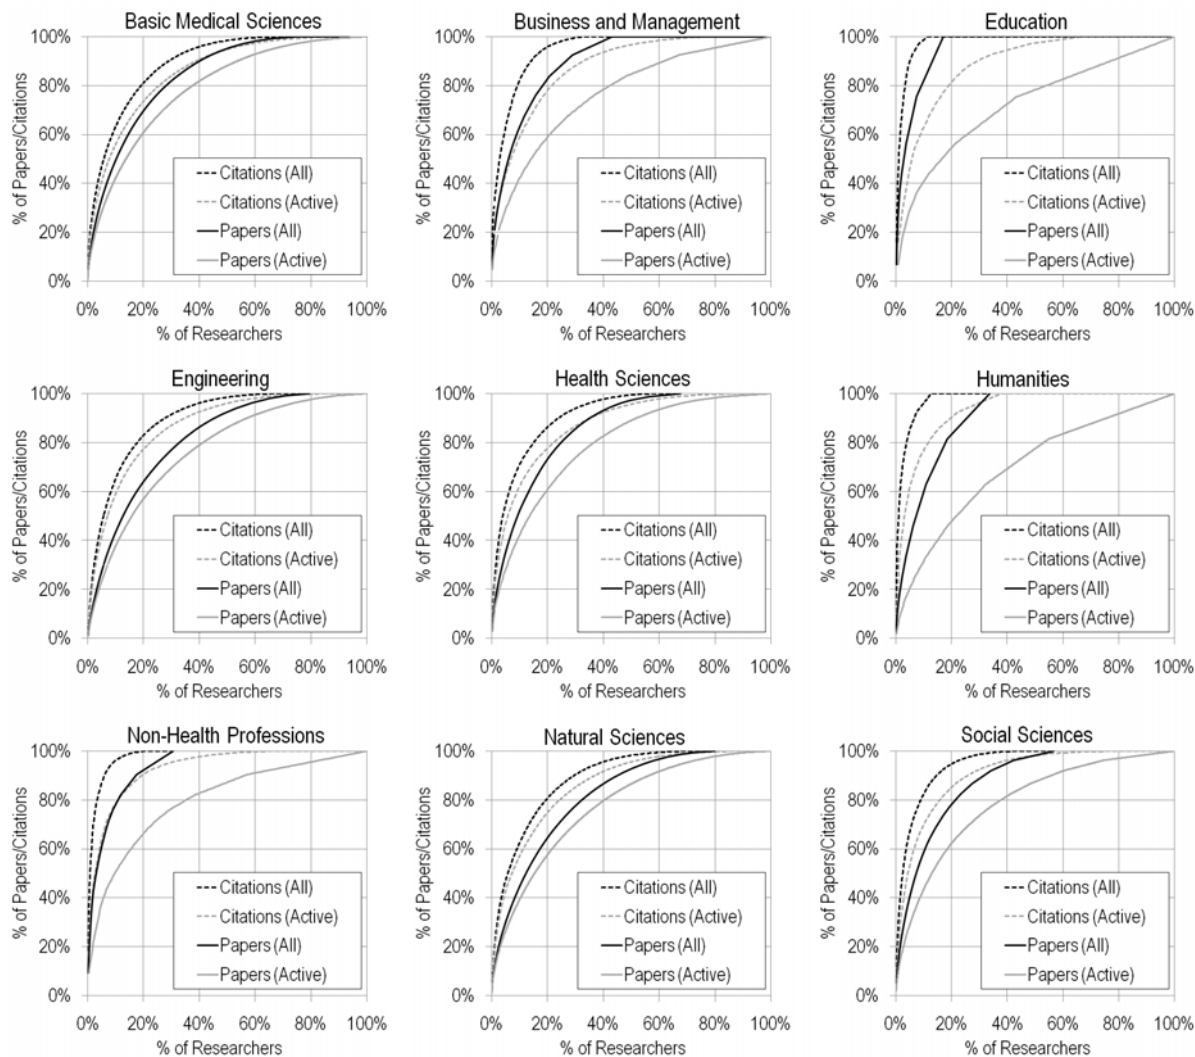 Basic Medical Sciences
100%
80%
60%
40%
20%
0%
% of Papers/Citations
Citations (All)
Citations (Active)
Papers (All)
Papers (Active)
0% 20% 40% 60% 80% 100%
% of Researchers
Business and Management
100%
80%
60%
40%
20%
0%
% of Papers/Citations
Citations (All)
Citations (Active)
Papers (All)
Papers (Active)
0% 20% 40% 60% 80% 100%
% of Researchers
Education
100%
80%
60%
40%
20%
0%
% of Papers/Citations
Citations (All)
Citations (Active)
Papers (All)
Papers (Active)
0% 20% 40% 60% 80% 100%
% of Researchers
Engineering
100%
80%
60%
40%
20%
0%
% of Papers/Citations
Citations (All)
Citations (Active)
Papers (All)
Papers (Active)
0% 20% 40% 60% 80% 100%
% of Researchers
Health Sciences
100%
80%
60%
40%
20%
0%
% of Papers/Citations
Citations (All)
Citations (Active)
Papers (All)
Papers (Active)
0% 20% 40% 60% 80% 100%
% of Researchers
Humanities
100%
80%
60%
40%
20%
0%
% of Papers/Citations
Citations (All)
Citations (Active)
Papers (All)
Papers (Active)
0% 20% 40% 60% 80% 100%
% of Researchers
Non-Health Professions
100%
80%
60%
40%
20%
0%
% of Papers/Citations
Citations (All)
Citations (Active)
Papers (All)
Papers (Active)
0% 20% 40% 60% 80% 100%
% of Researchers
Natural Sciences
100%
80%
60%
40%
20%
0%
% of Papers/Citations
Citations (All)
Citations (Active)
Papers (All)
Papers (Active)
0% 20% 40% 60% 80% 100%
% of Researchers
Social Sciences
100%
80%
60%
40%
20%
0%
% of Papers/Citations
Citations (All)
Citations (Active)
Papers (All)
Papers (Active)
0% 20% 40% 60% 80% 100%
% of Researchers